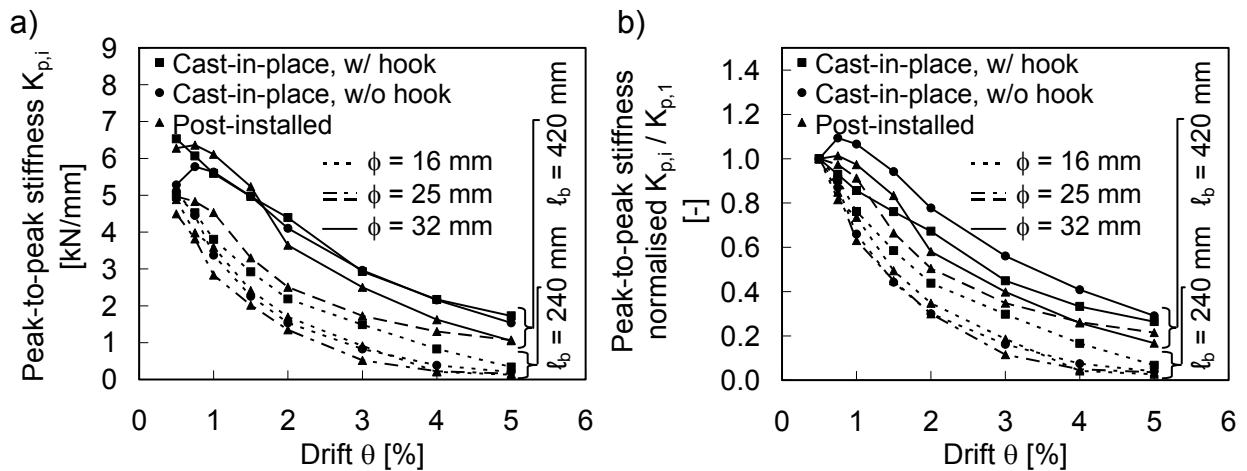 a)
Peak-to-peak stiffness K_{p,i}
[kN/mm]
9
8
7
6
5
4
3
2
1
0
Cast-in-place, w/ hook
Cast-in-place, w/o hook
Post-installed
ϕ = 16 mm
ϕ = 25 mm
ϕ = 32 mm
ℓ_b = 420 mm
ℓ_b = 240 mm
0 1 2 3 4 5 6
Drift θ [%]
b)
Peak-to-peak stiffness
normalised K_{p,i} / K_{p,1}
[-]
1.4
1.2
1.0
0.8
0.6
0.4
0.2
0.0
Cast-in-place, w/ hook
Cast-in-place, w/o hook
Post-installed
ϕ = 16 mm
ϕ = 25 mm
ϕ = 32 mm
ℓ_b = 420 mm
ℓ_b = 240 mm
0 1 2 3 4 5 6
Drift θ [%]